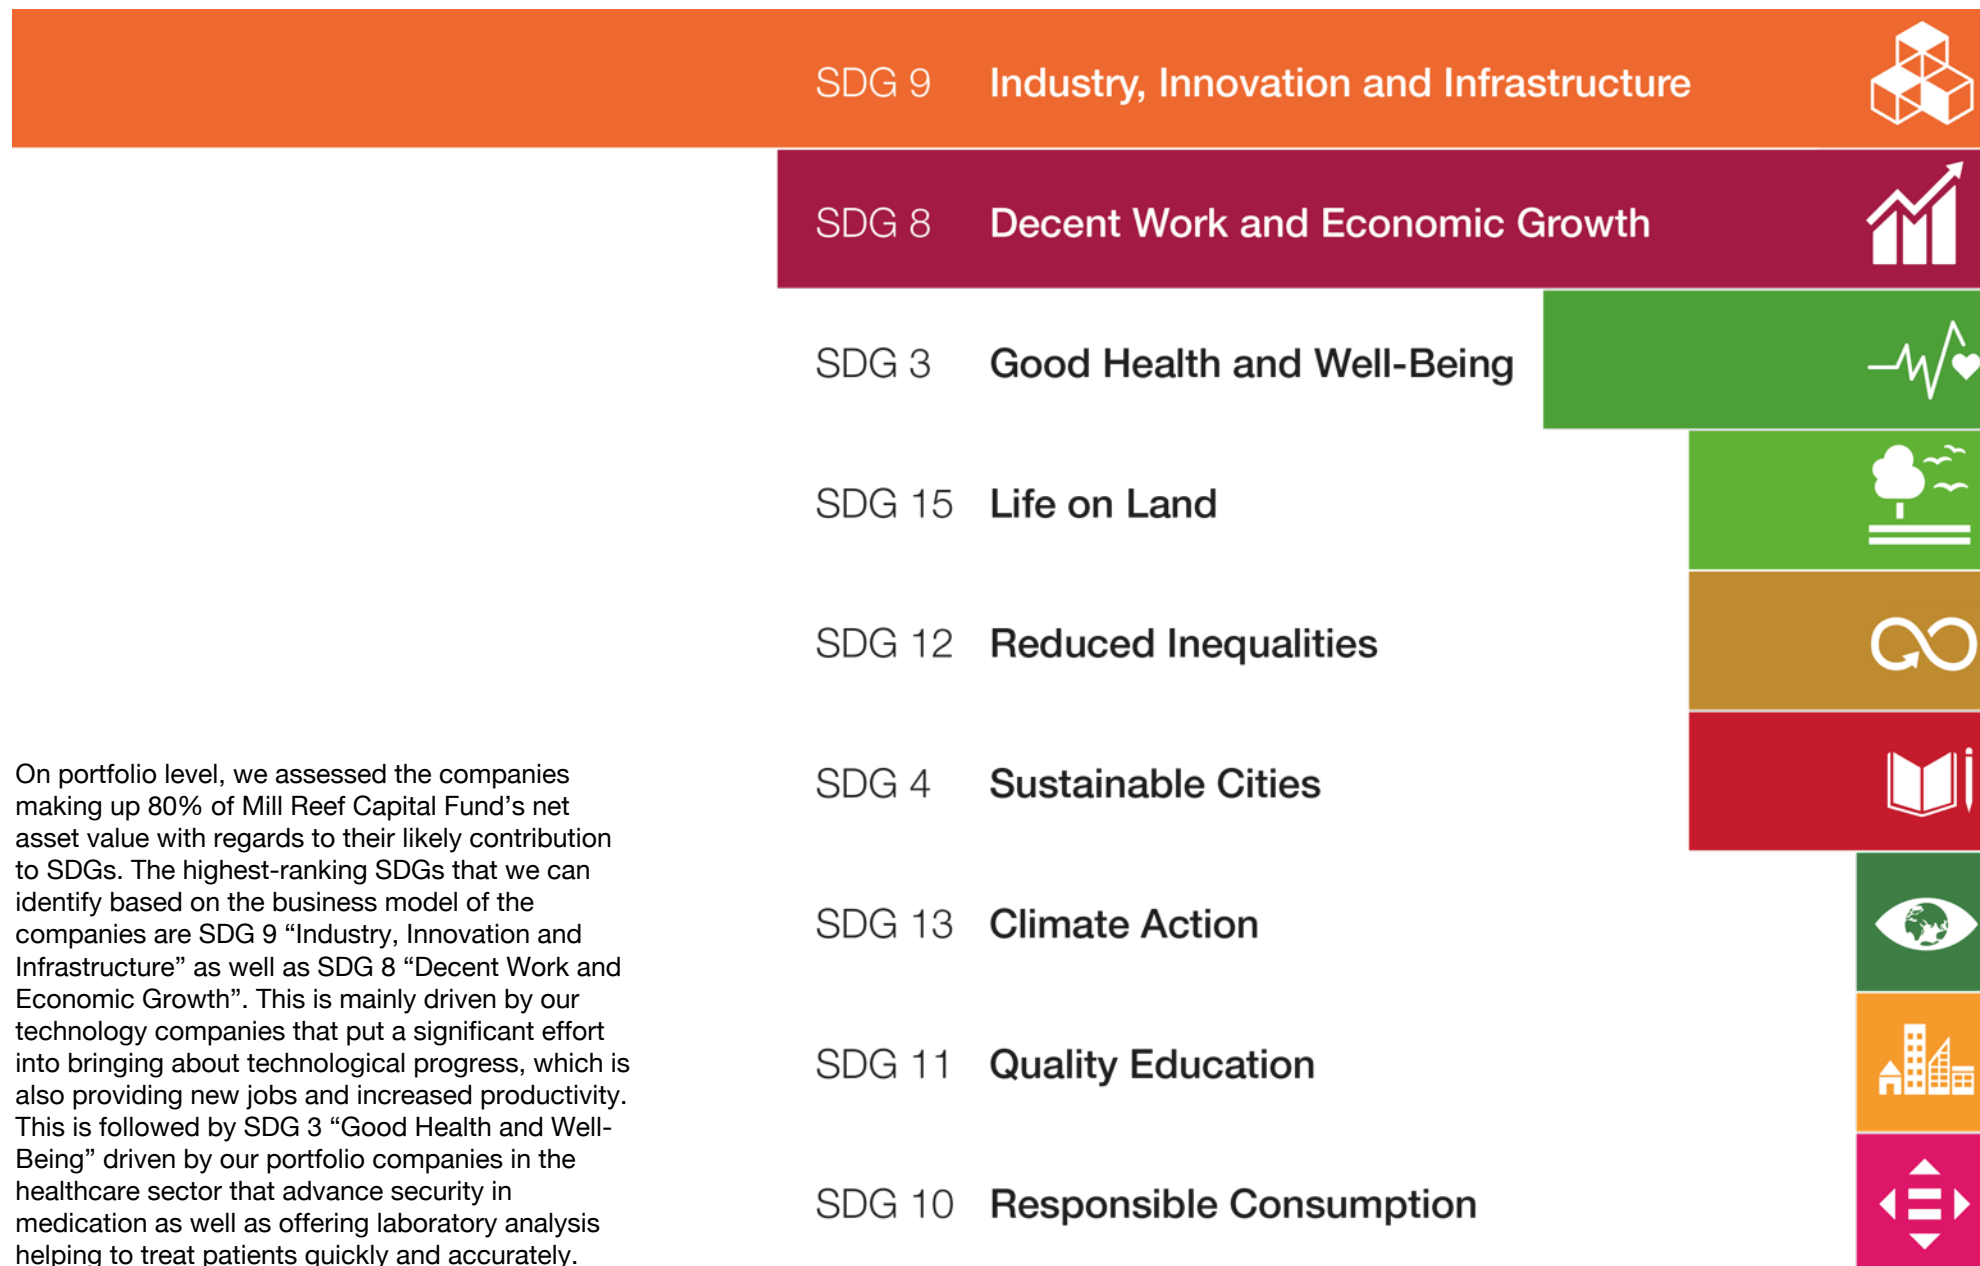 SDG 9 Industry, Innovation and Infrastructure
SDG 8 Decent Work and Economic Growth
SDG 3 Good Health and Well-Being
SDG 15 Life on Land
SDG 12 Reduced Inequalities
SDG 4 Sustainable Cities
SDG 13 Climate Action
SDG 11 Quality Education
SDG 10 Responsible Consumption
On portfolio level, we assessed the companies
making up 80% of Mill Reef Capital Fund’s net
asset value with regards to their likely contribution
to SDGs. The highest-ranking SDGs that we can
identify based on the business model of the
companies are SDG 9 “Industry, Innovation and
Infrastructure” as well as SDG 8 “Decent Work and
Economic Growth”. This is mainly driven by our
technology companies that put a significant effort
into bringing about technological progress, which is
also providing new jobs and increased productivity.
This is followed by SDG 3 “Good Health and Well-
Being” driven by our portfolio companies in the
healthcare sector that advance security in
medication as well as offering laboratory analysis
helping to treat patients quickly and accurately.